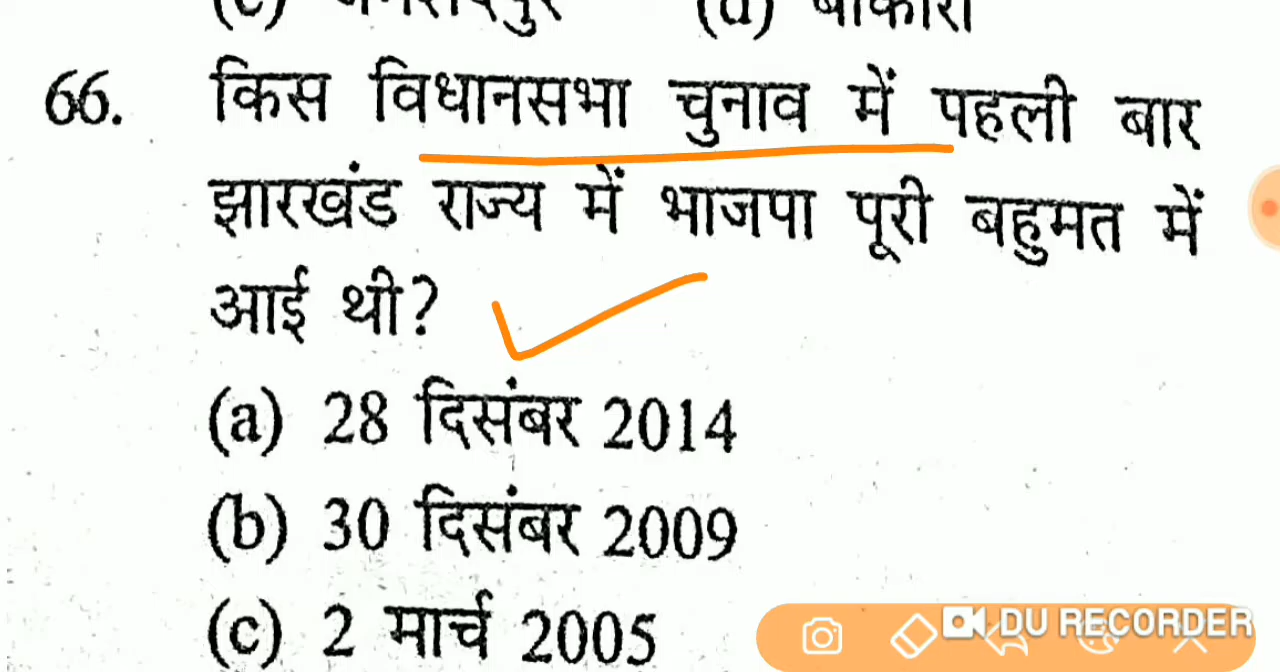 66. किस विधानसभा चुनाव में पहली बार
झारखंड राज्य में भाजपा पूरी बहुमत में
आई थी?
(a) 28 दिसंबर 2014
(b) 30 दिसंबर 2009
(c) 2 मार्च 2005
DU RECORDER